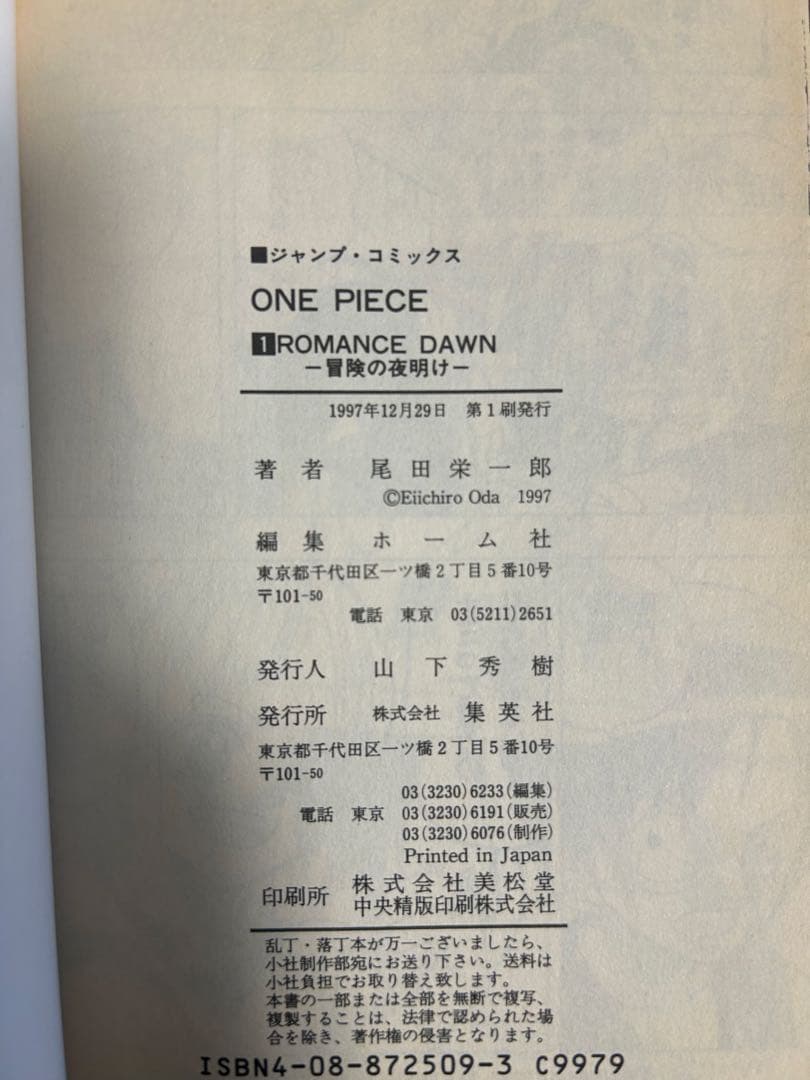 ■ジャンプ・コミックス
ONE PIECE
1 ROMANCE DAWN
―冒険の夜明け―
1997年12月29日 第1刷発行
著者 尾田栄一郎
©Eiichiro Oda 1997
編集 ホーム社
東京都千代田区一ツ橋2丁目5番10号
〒101-50
電話 東京 03(5211)2651
発行人 山下秀樹
発行所 株式会社 集英社
東京都千代田区一ツ橋2丁目5番10号
〒101-50
03(3230)6233(編集)
電話 東京 03(3230)6191(販売)
03(3230)6076(制作)
Printed in Japan
印刷所 株式会社美松堂
中央精版印刷株式会社
乱丁・落丁本が万一ございましたら、
小社制作部宛にお送り下さい。送料は
小社負担でお取り替え致します。
本書の一部または全部を無断で複写、
複製することは、法律で認められた場
合を除き、著作権の侵害となります。
ISBN4-08-872509-3 C9979